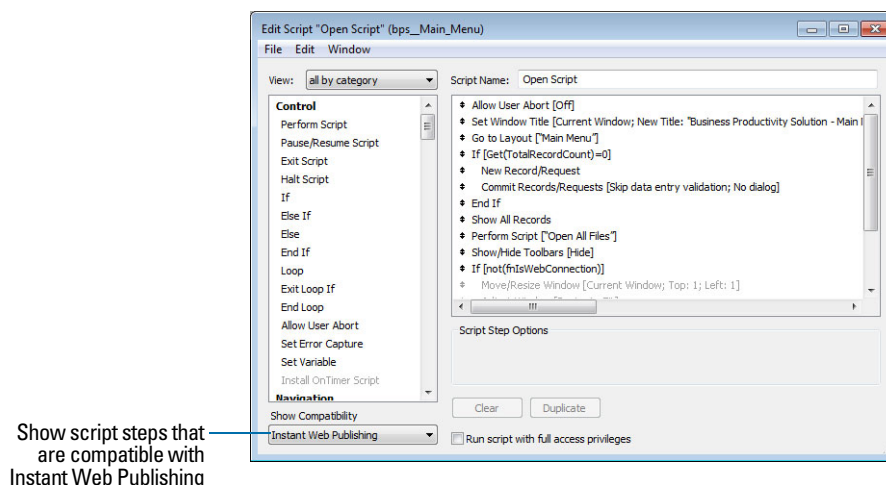 Edit Script "Open Script" (bps__Main_Menu)
File Edit Window
View: all by category
Script Name: Open Script
Control
Perform Script
Pause/Resume Script
Exit Script
Halt Script
If
Else If
Else
End If
Loop
Exit Loop If
End Loop
Allow User Abort
Set Error Capture
Set Variable
Install OnTimer Script
Navigation
Allow User Abort [Off]
Set Window Title [Current Window; New Title: "Business Productivity Solution - Main
Go to Layout ["Main Menu"]
If [Get(TotalRecordCount)=0]
New Record/Request
Commit Records/Requests [Skip data entry validation; No dialog]
End If
Show All Records
Perform Script ["Open All Files"]
Show/Hide Toolbars [Hide]
If [not(fnIsWebConnection)]
Move/Resize Window [Current Window; Top: 1; Left: 1]
Script Step Options
Clear Duplicate
Show Compatibility
Instant Web Publishing
Run script with full access privileges
Show script steps that
are compatible with
Instant Web Publishing